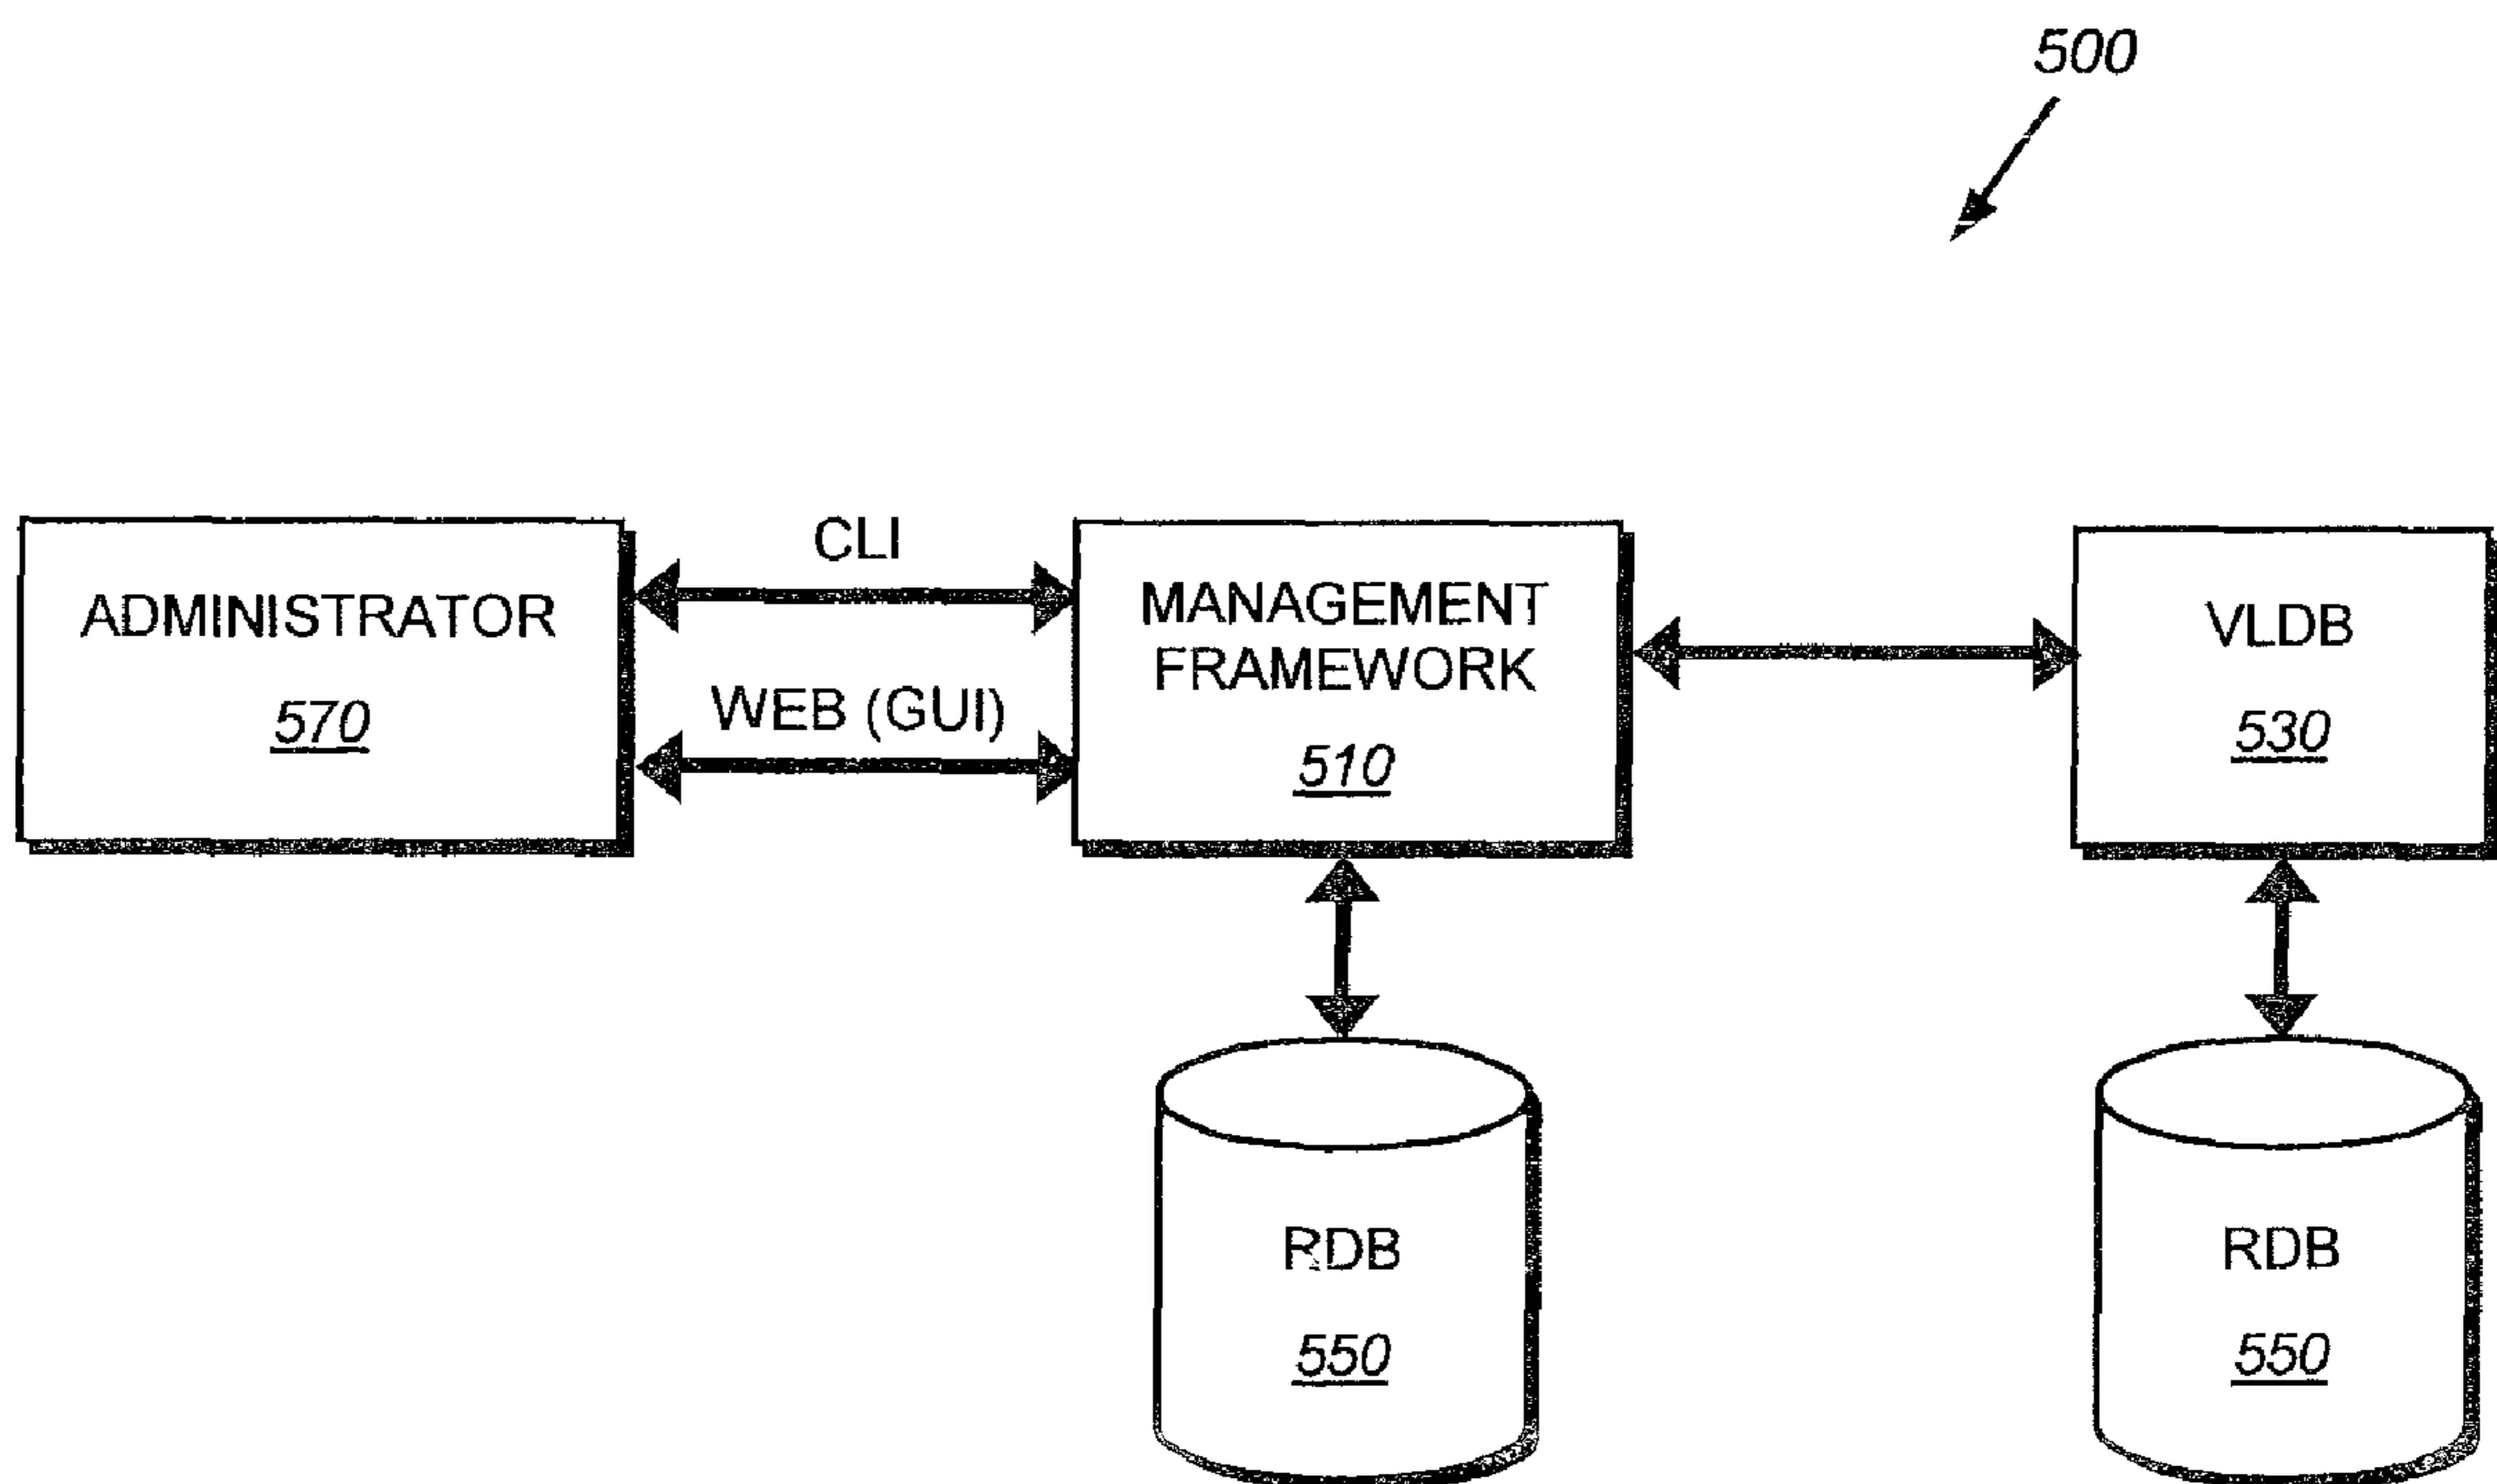 500
ADMINISTRATOR
570
CLI
WEB (GUI)
MANAGEMENT
FRAMEWORK
510
VLDB
530
RDB
550
RDB
550